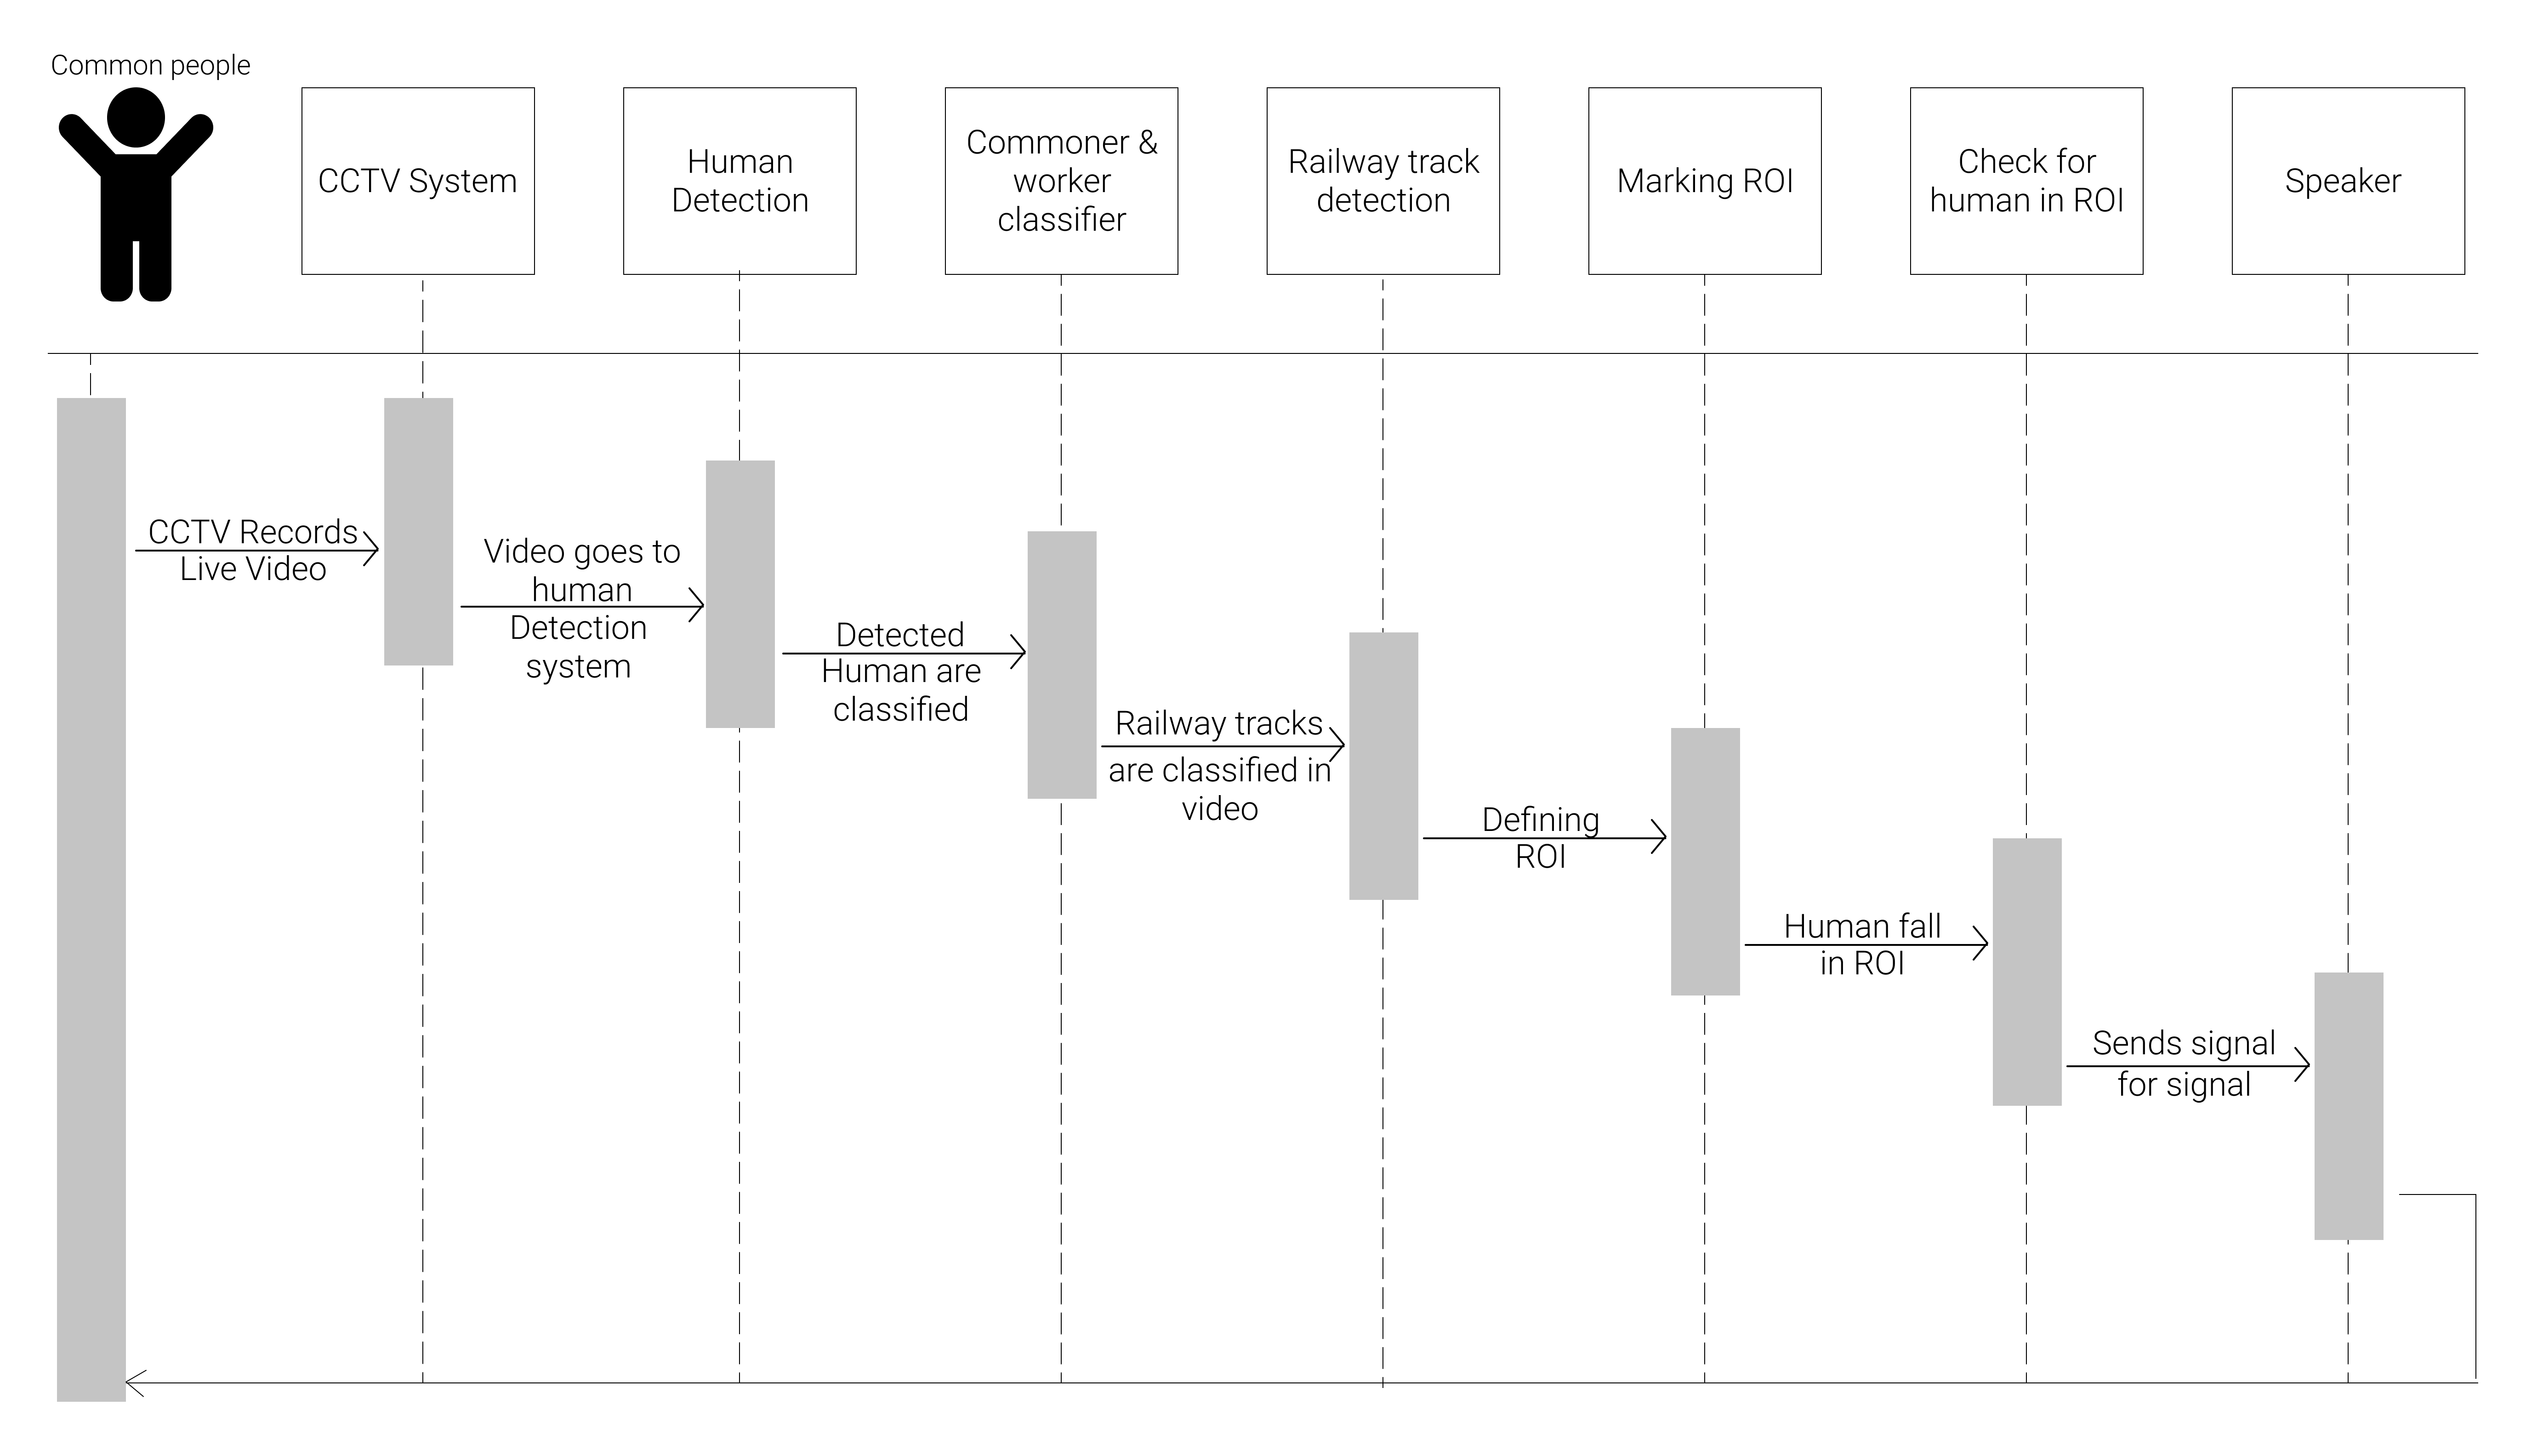 Common people
CCTV System
Human
Detection
Commoner &
worker
classifier
Railway track
detection
Marking ROI
Check for
human in ROI
Speaker
CCTV Records
Live Video
Video goes to
human
Detection
system
Detected
Human are
classified
Railway tracks
are classified in
video
Defining
ROI
Human fall
in ROI
Sends signal
for signal